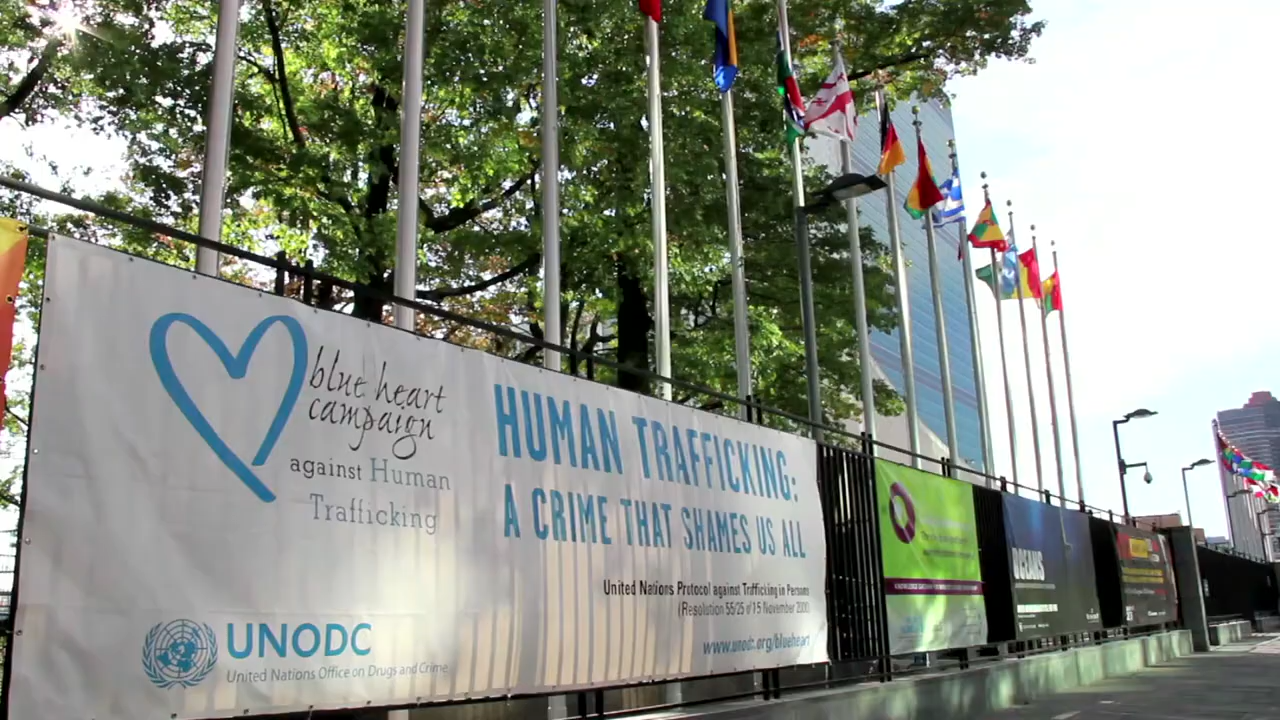 blue heart
campaign
against Human
Trafficking
HUMAN TRAFFICKING:
A CRIME THAT SHAMES US ALL
United Nations Protocol against Trafficking in Persons
(Resolution 55/25 of 15 November 2000
www.unodc.org/blueheart
UNODC
United Nations Office on Drugs and Crime
OCEANS